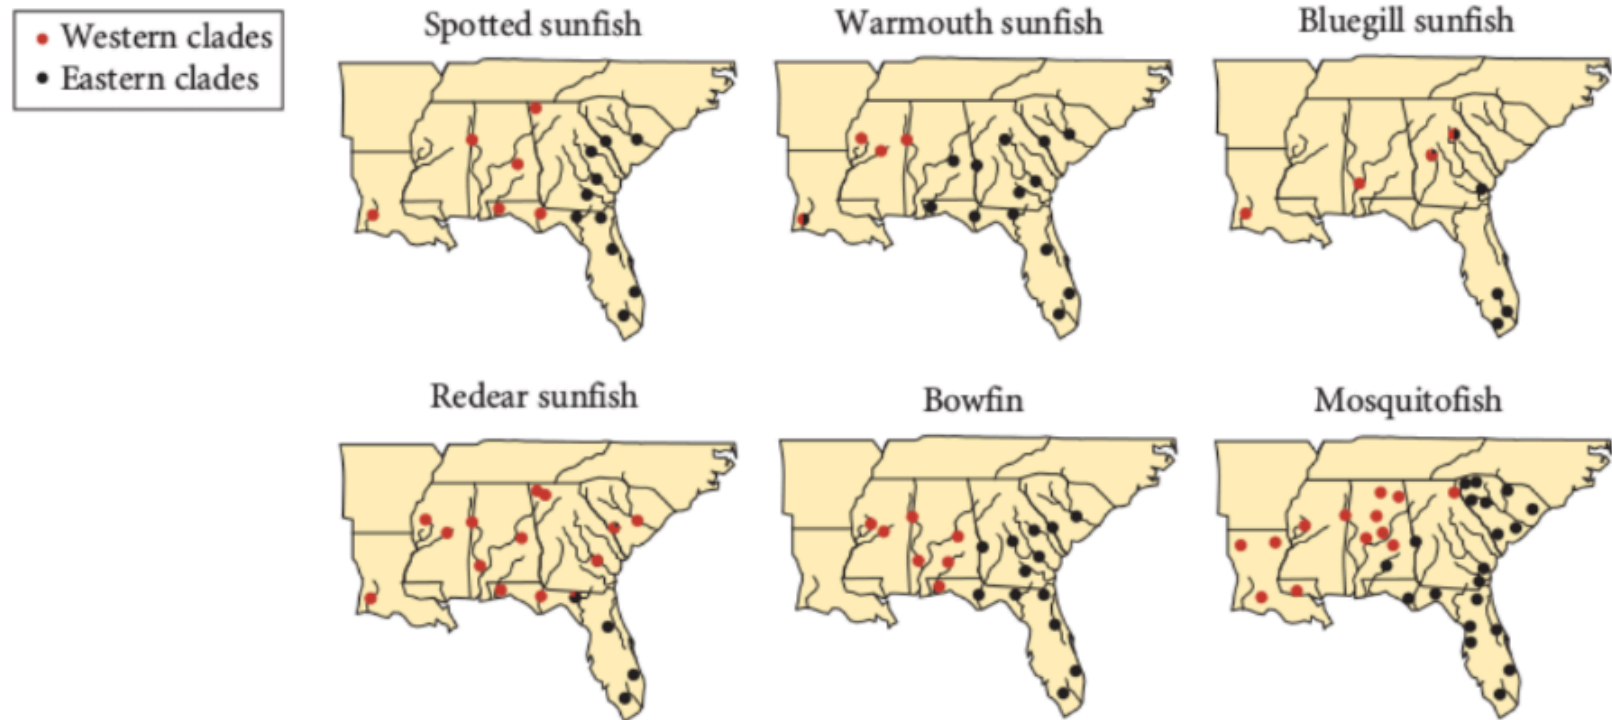 Western clades
Eastern clades
Spotted sunfish
Warmouth sunfish
Bluegill sunfish
Redear sunfish
Bowfin
Mosquitofish